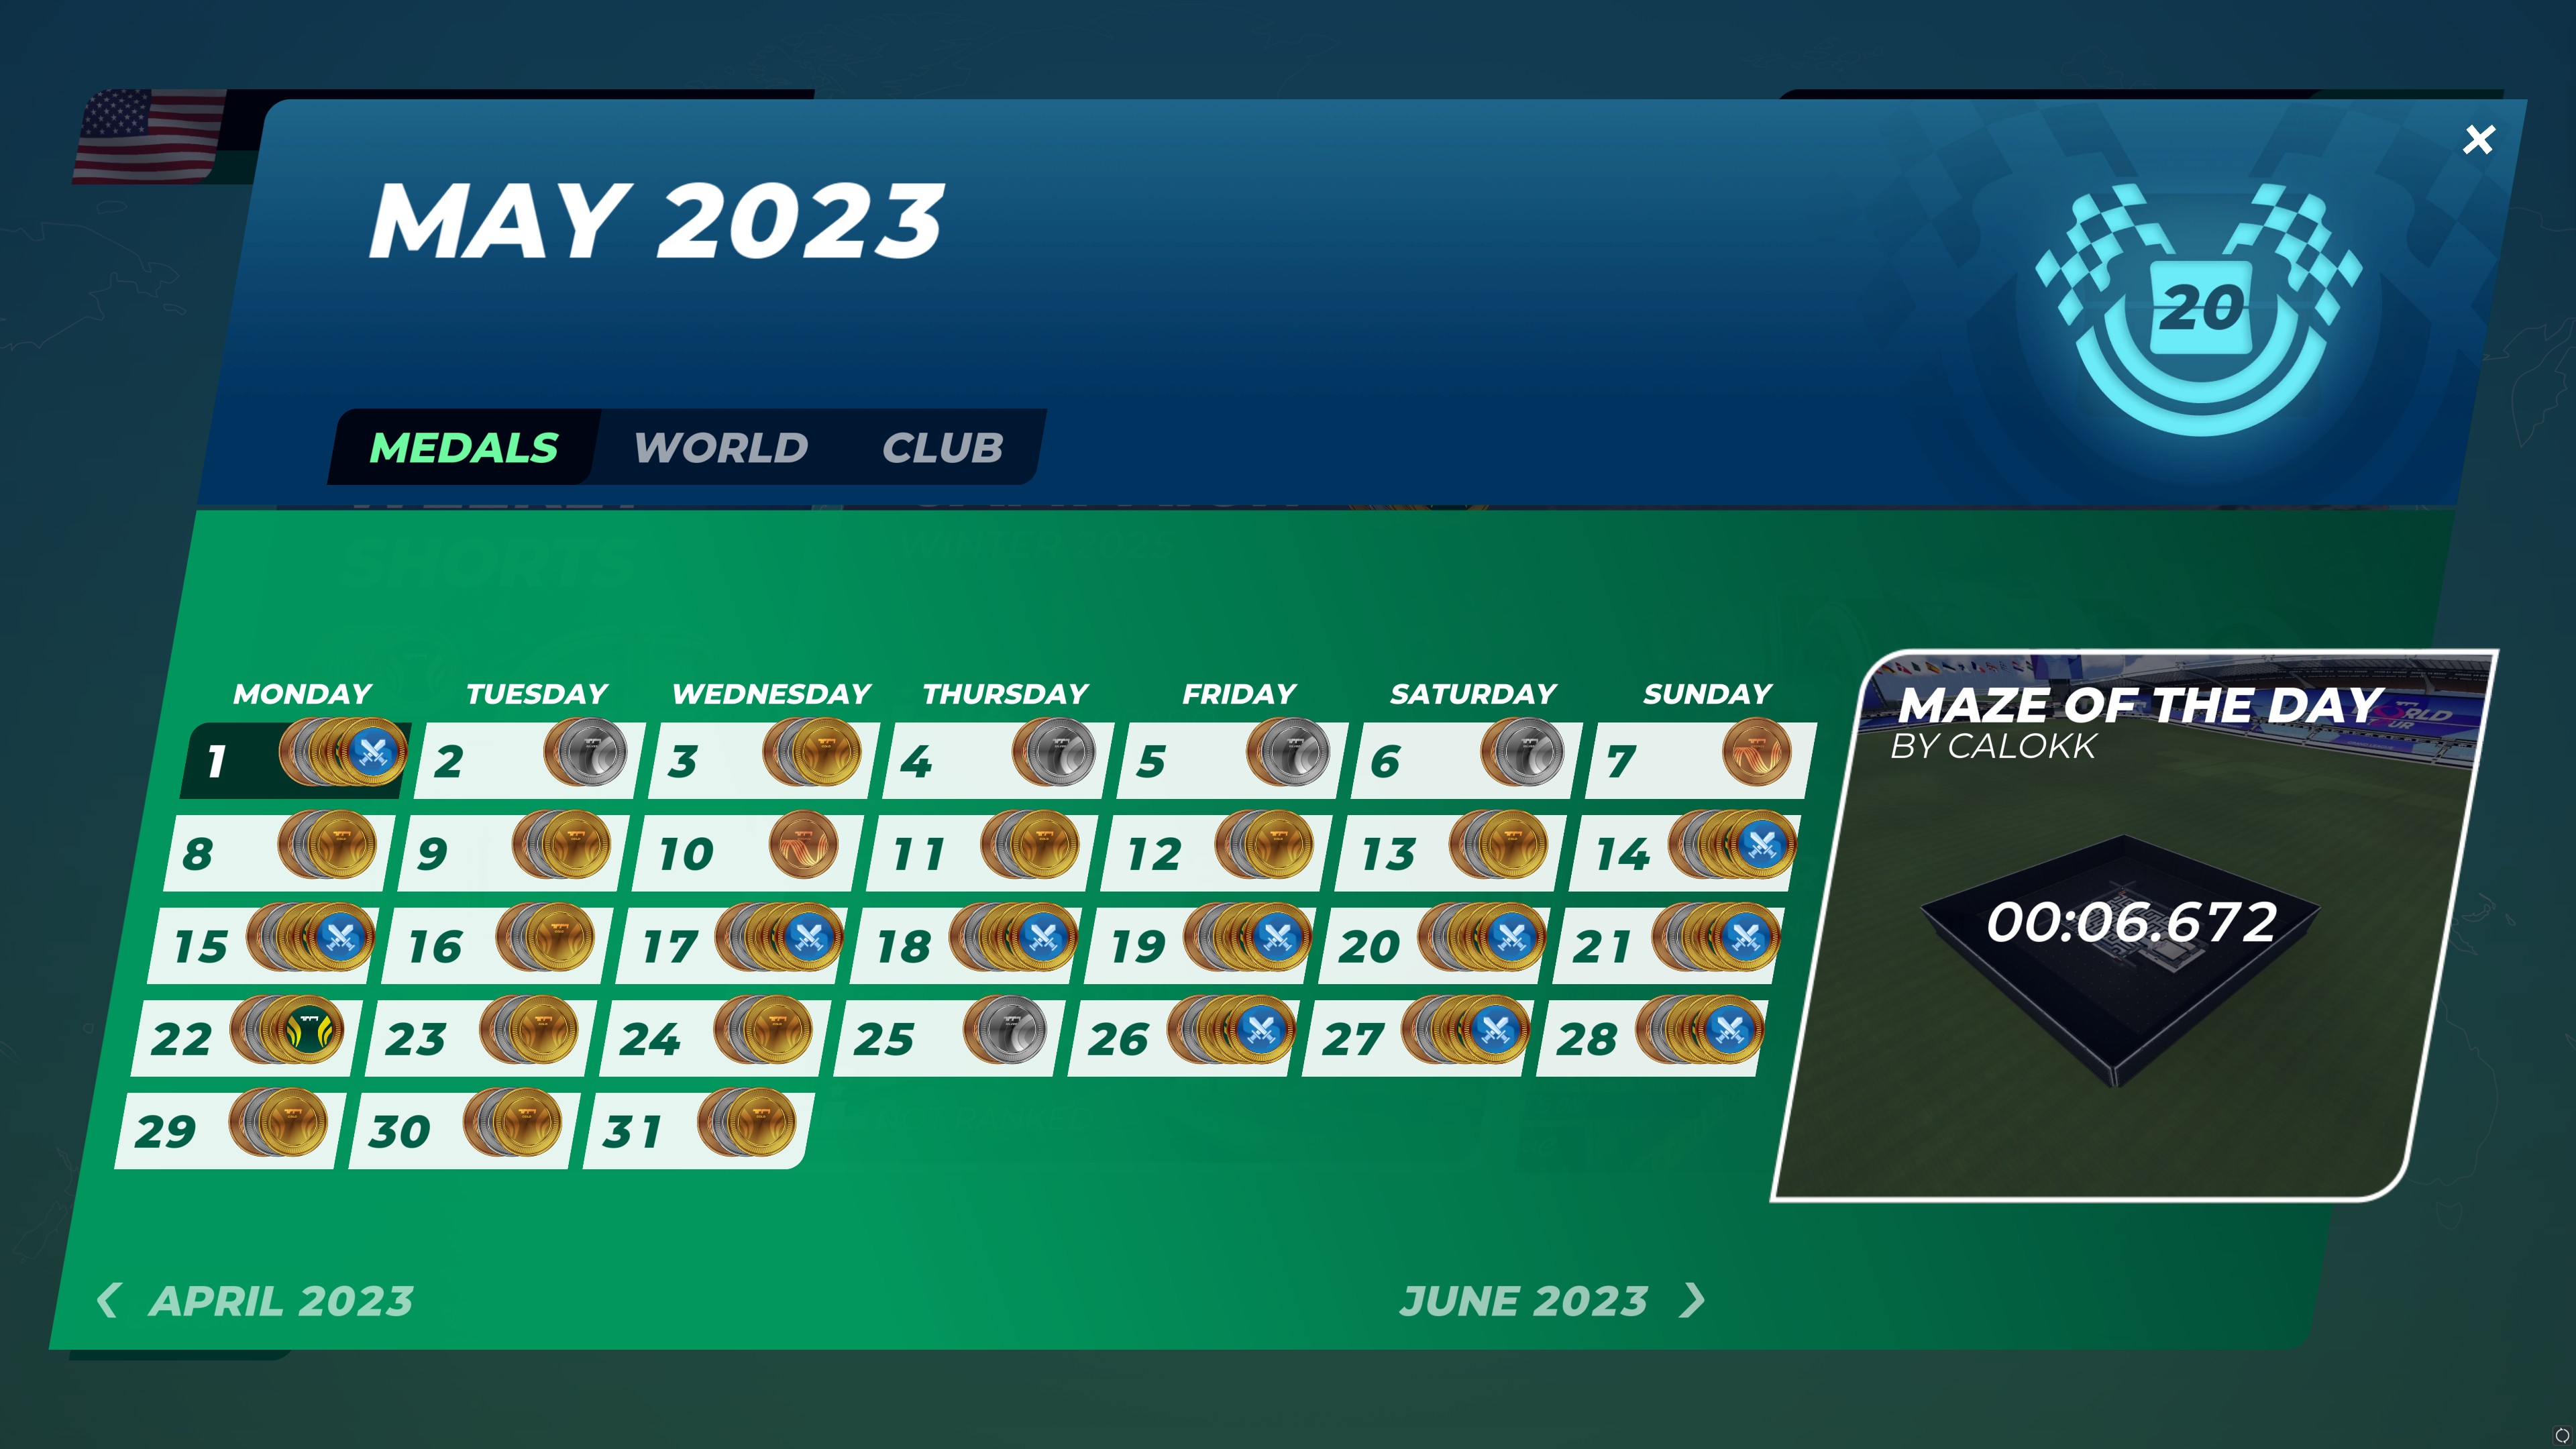 MAY 2023
20
MEDALS WORLD CLUB
SHORTS
WINTER 2025
MONDAY TUESDAY WEDNESDAY THURSDAY FRIDAY SATURDAY SUNDAY
MAZE OF THE DAY
BY CALOKK
1 2 3 4 5 6 7
8 9 10 11 12 13 14
00:06.672
15 16 17 18 19 20 21
22 23 24 25 26 27 28
29 30 31
APRIL 2023 JUNE 2023